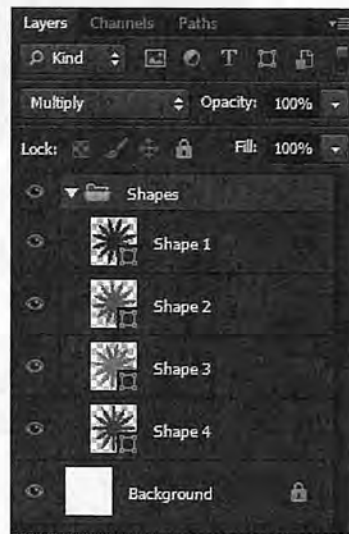 Layers Channels Paths
Kind T
Multiply Opacity: 100%
Lock: Fill: 100%
Shapes
Shape 1
Shape 2
Shape 3
Shape 4
Background